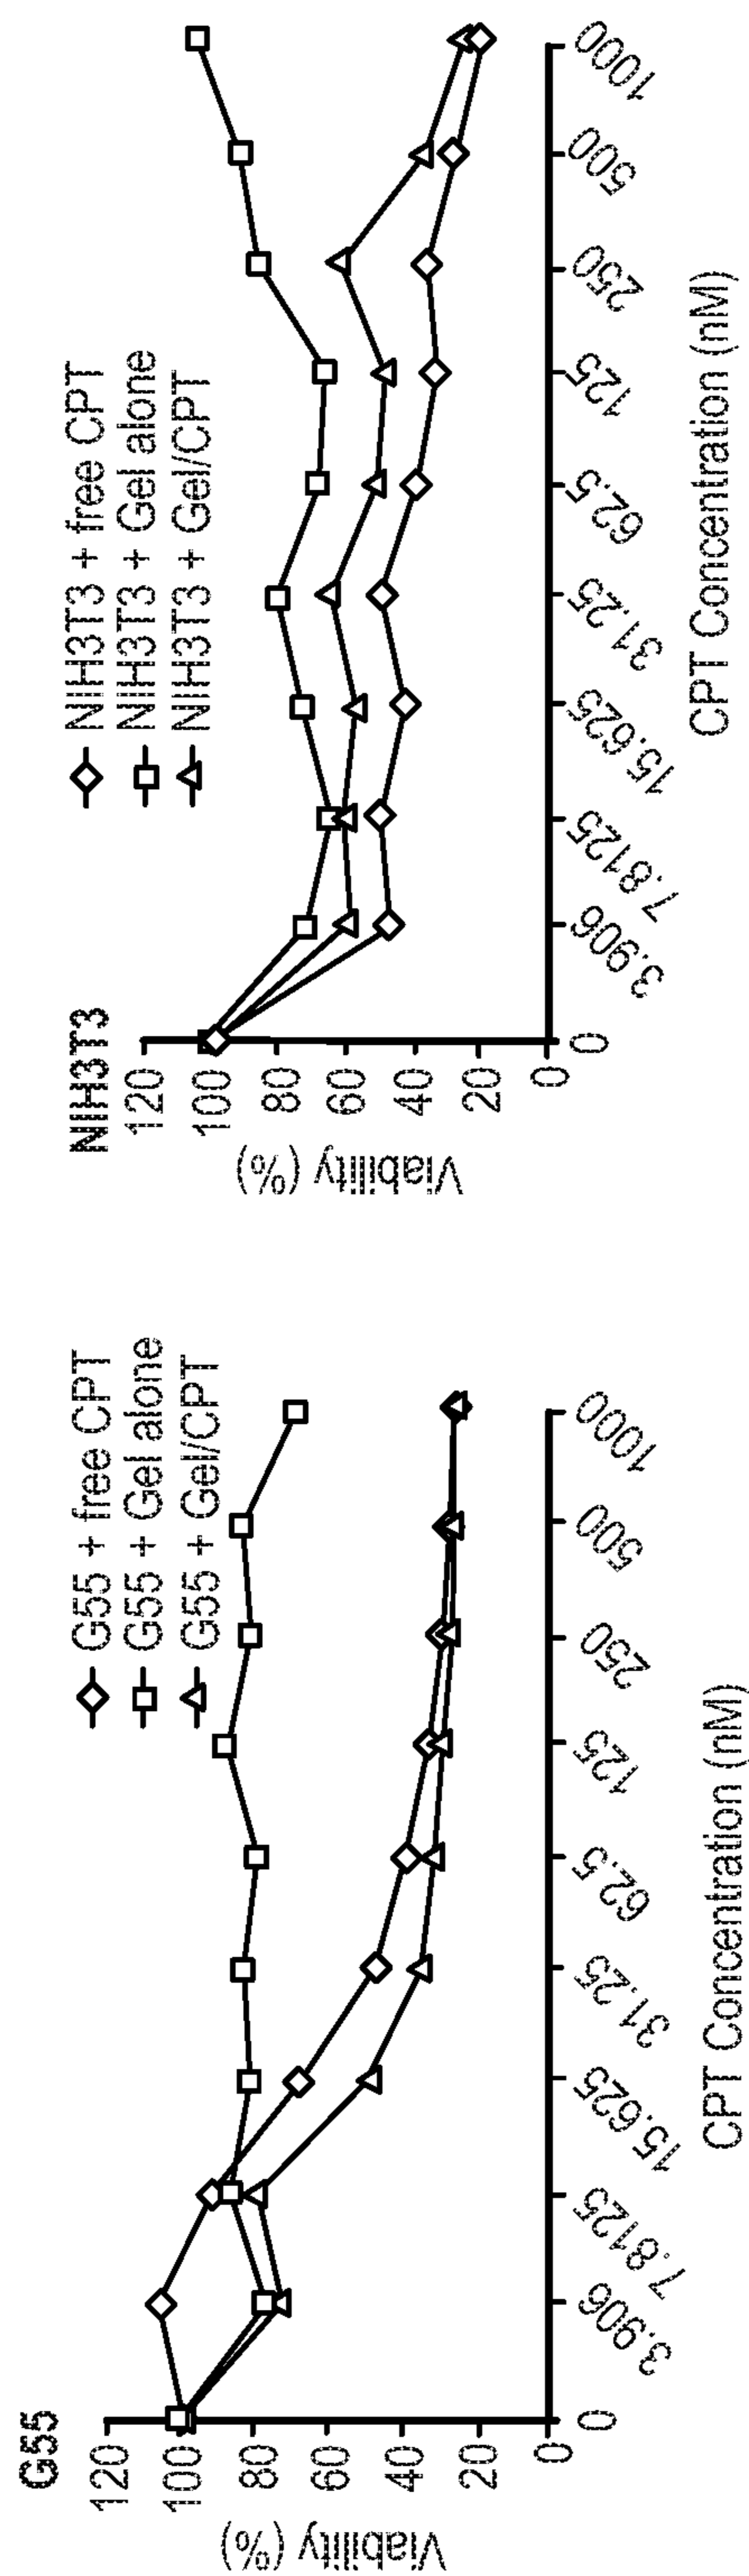 G55
G55 + free CPT
G55 + Gel alone
G55 + Gel/CPT
Viability (%)
120
100
80
60
40
20
0
0
3.906
7.8125
15.625
31.25
62.5
125
250
500
1000
CPT Concentration (nM)
NIH3T3
NIH3T3 + free CPT
NIH3T3 + Gel alone
NIH3T3 + Gel/CPT
Viability (%)
120
100
80
60
40
20
0
0
3.906
7.8125
15.625
31.25
62.5
125
250
500
1000
CPT Concentration (nM)